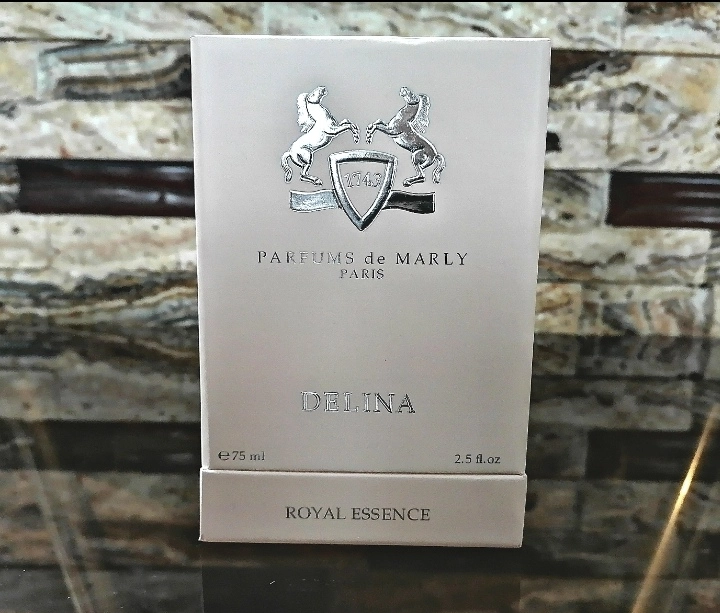 1743
PARFUMS de MARLY
PARIS
DELINA
℮75 ml 2.5 fl.oz
ROYAL ESSENCE